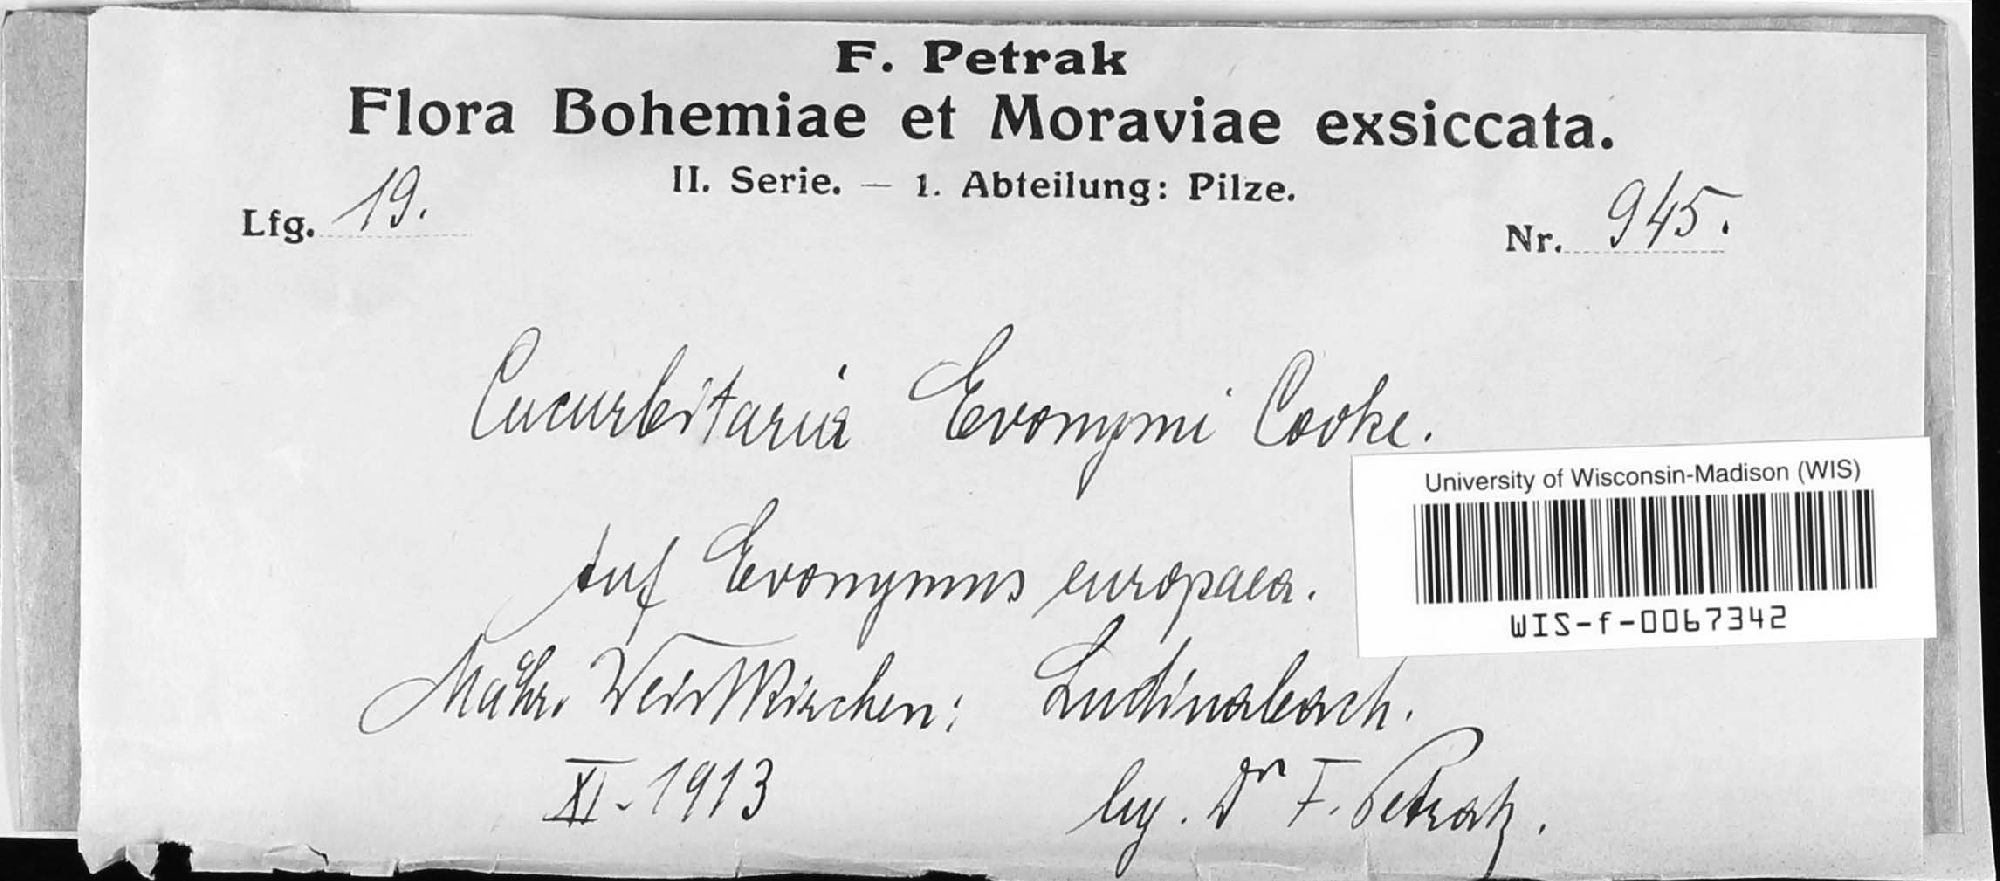 F. Petrak
Flora Bohemiae et Moraviae exsiccata.
II. Serie. — 1. Abteilung: Pilze.
Lfg. 19.
Nr. 945.
Cucurbitaria Evonymi Cooke.
Auf Evonymus europaea.
Mähr. Weisskirchen: Ludinabach.
XI. 1913
leg. Dr F. Petrak.
University of Wisconsin-Madison (WIS)
WIS-f-0067342